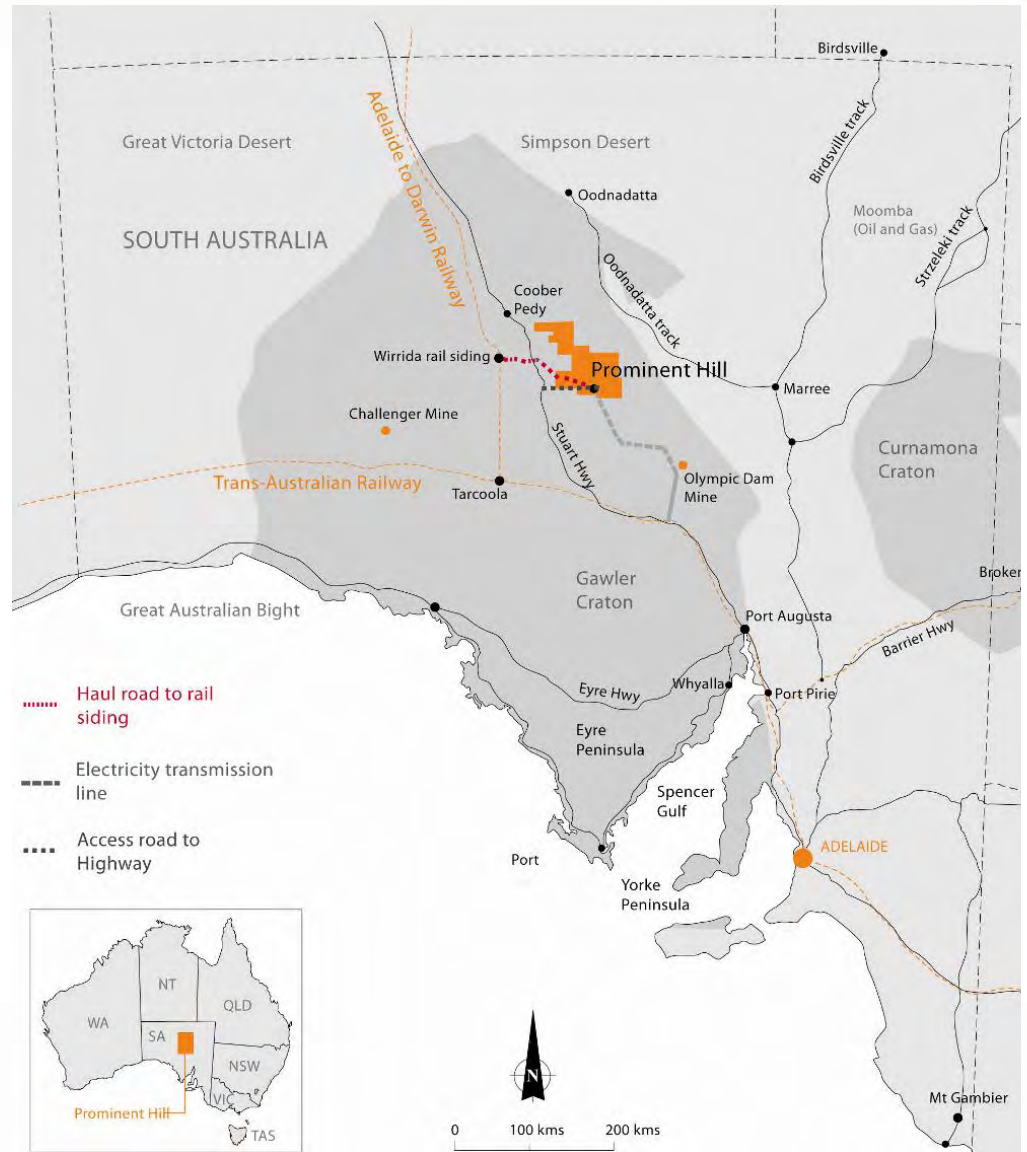 Birdsville
Great Victoria Desert
Simpson Desert
Adelaide to Darwin Railway
Birdsville track
Oodnadatta
Moomba
(Oil and Gas)
Strzeleki track
SOUTH AUSTRALIA
Oodnadatta track
Coober
Pedy
Wirrida rail siding
Prominent Hill
Marree
Challenger Mine
Stuart Hwy
Curnamona
Craton
Trans-Australian Railway
Tarcoola
Olympic Dam
Mine
Gawler
Craton
Broker
Great Australian Bight
Port Augusta
Barrier Hwy
Eyre Hwy
Whyalla
Port Pirie
Haul road to rail
siding
Eyre
Peninsula
Electricity transmission
line
Spencer
Gulf
Access road to
Highway
Port
ADELAIDE
Yorke
Peninsula
NT
QLD
WA
SA
NSW
VIC
Prominent Hill
TAS
N
Mt Gambier
0
100 kms
200 kms